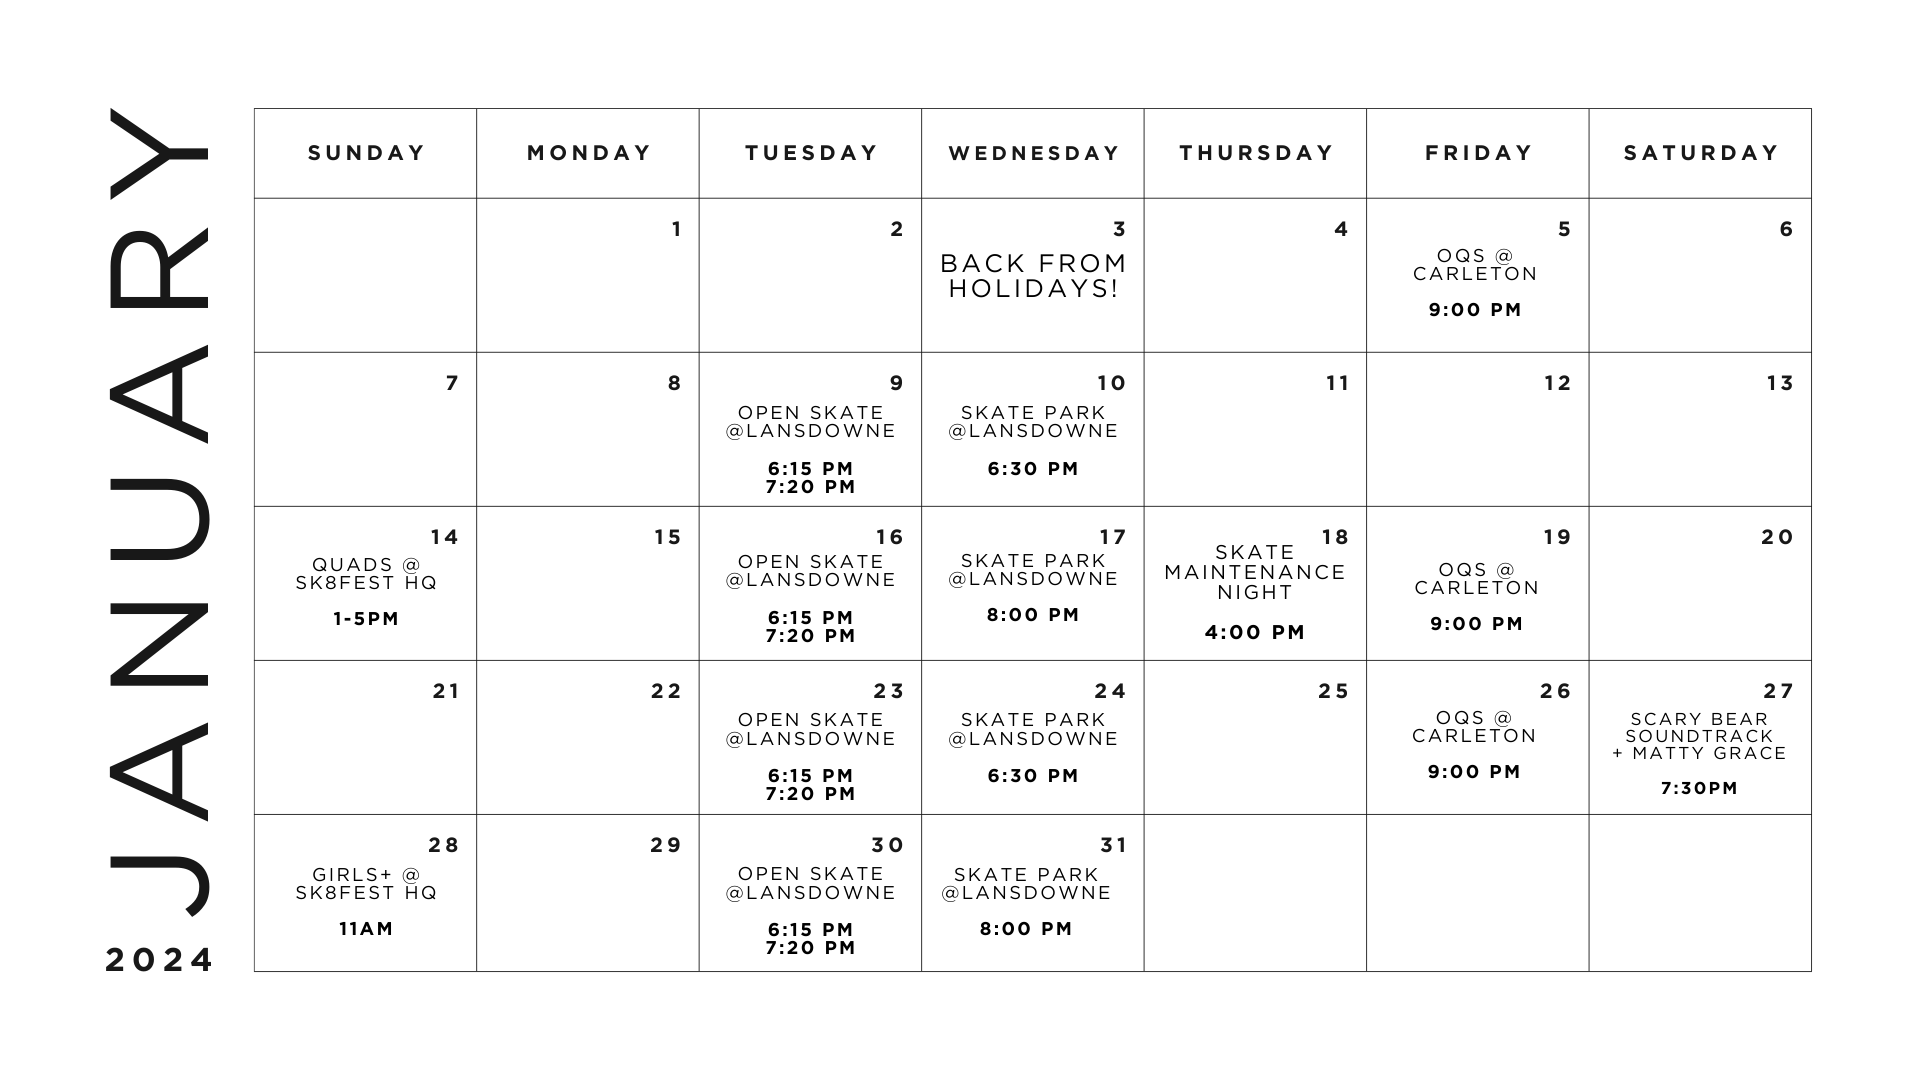 JANUARY
2024
SUNDAY MONDAY TUESDAY WEDNESDAY THURSDAY FRIDAY SATURDAY
1
2
3
BACK FROM
HOLIDAYS!
4
5
OQS @
CARLETON
9:00 PM
6
7
8
9
OPEN SKATE
@LANSDOWNE
6:15 PM
7:20 PM
10
SKATE PARK
@LANSDOWNE
6:30 PM
11
12
13
14
QUADS @
SK8FEST HQ
1-5PM
15
16
OPEN SKATE
@LANSDOWNE
6:15 PM
7:20 PM
17
SKATE PARK
@LANSDOWNE
8:00 PM
18
SKATE
MAINTENANCE
NIGHT
4:00 PM
19
OQS @
CARLETON
9:00 PM
20
21
22
23
OPEN SKATE
@LANSDOWNE
6:15 PM
7:20 PM
24
SKATE PARK
@LANSDOWNE
6:30 PM
25
26
OQS @
CARLETON
9:00 PM
27
SCARY BEAR
SOUNDTRACK
+ MATTY GRACE
7:30PM
28
GIRLS+ @
SK8FEST HQ
11AM
29
30
OPEN SKATE
@LANSDOWNE
6:15 PM
7:20 PM
31
SKATE PARK
@LANSDOWNE
8:00 PM